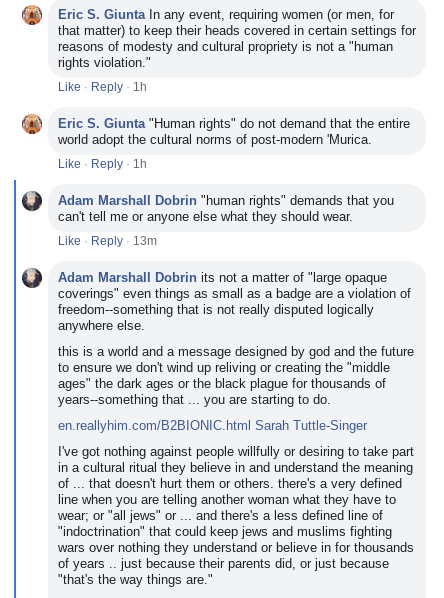 Eric S. Giunta In any event, requiring women (or men, for
that matter) to keep their heads covered in certain settings for
reasons of modesty and cultural propriety is not a "human
rights violation."
Like · Reply · 1h
Eric S. Giunta "Human rights" do not demand that the entire
world adopt the cultural norms of post-modern 'Murica.
Like · Reply · 1h
Adam Marshall Dobrin "human rights" demands that you
can't tell me or anyone else what they should wear.
Like · Reply · 13m
Adam Marshall Dobrin its not a matter of "large opaque
coverings" even things as small as a badge are a violation of
freedom--something that is not really disputed logically
anywhere else.
this is a world and a message designed by god and the future
to ensure we don't wind up reliving or creating the "middle
ages" the dark ages or the black plague for thousands of
years--something that ... you are starting to do.
en.reallyhim.com/B2BIONIC.html Sarah Tuttle-Singer
I've got nothing against people willfully or desiring to take part
in a cultural ritual they believe in and understand the meaning
of ... that doesn't hurt them or others. there's a very defined
line when you are telling another woman what they have to
wear; or "all jews" or ... and there's a less defined line of
"indoctrination" that could keep jews and muslims fighting
wars over nothing they understand or believe in for thousands
of years .. just because their parents did, or just because
"that's the way things are."